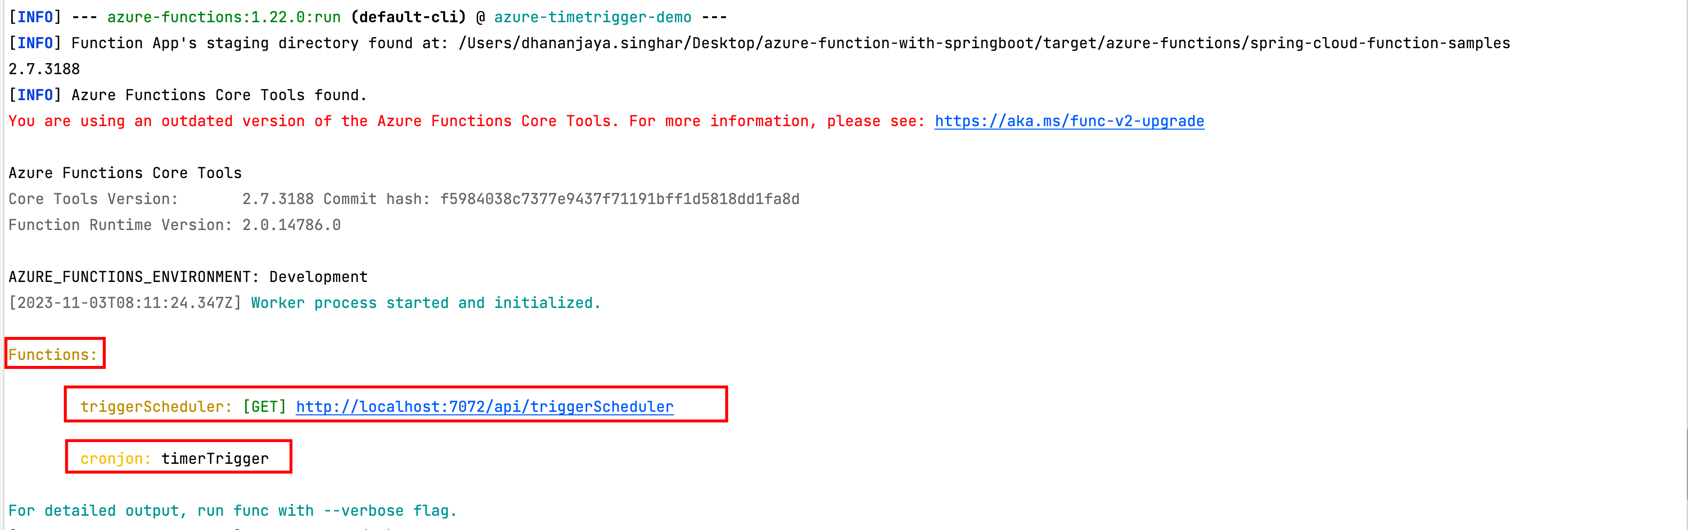 [INFO] --- azure-functions:1.22.0:run (default-cli) @ azure-timetrigger-demo ---
[INFO] Function App's staging directory found at: /Users/dhananjaya.singhar/Desktop/azure-function-with-springboot/target/azure-functions/spring-cloud-function-samples
2.7.3188
[INFO] Azure Functions Core Tools found.
You are using an outdated version of the Azure Functions Core Tools. For more information, please see: https://aka.ms/func-v2-upgrade
Azure Functions Core Tools
Core Tools Version:       2.7.3188 Commit hash: f5984038c7377e9437f71191bff1d5818dd1fa8d
Function Runtime Version: 2.0.14786.0
AZURE_FUNCTIONS_ENVIRONMENT: Development
[2023-11-03T08:11:24.347Z] Worker process started and initialized.
Functions:
triggerScheduler: [GET] http://localhost:7072/api/triggerScheduler
cronjon: timerTrigger
For detailed output, run func with --verbose flag.